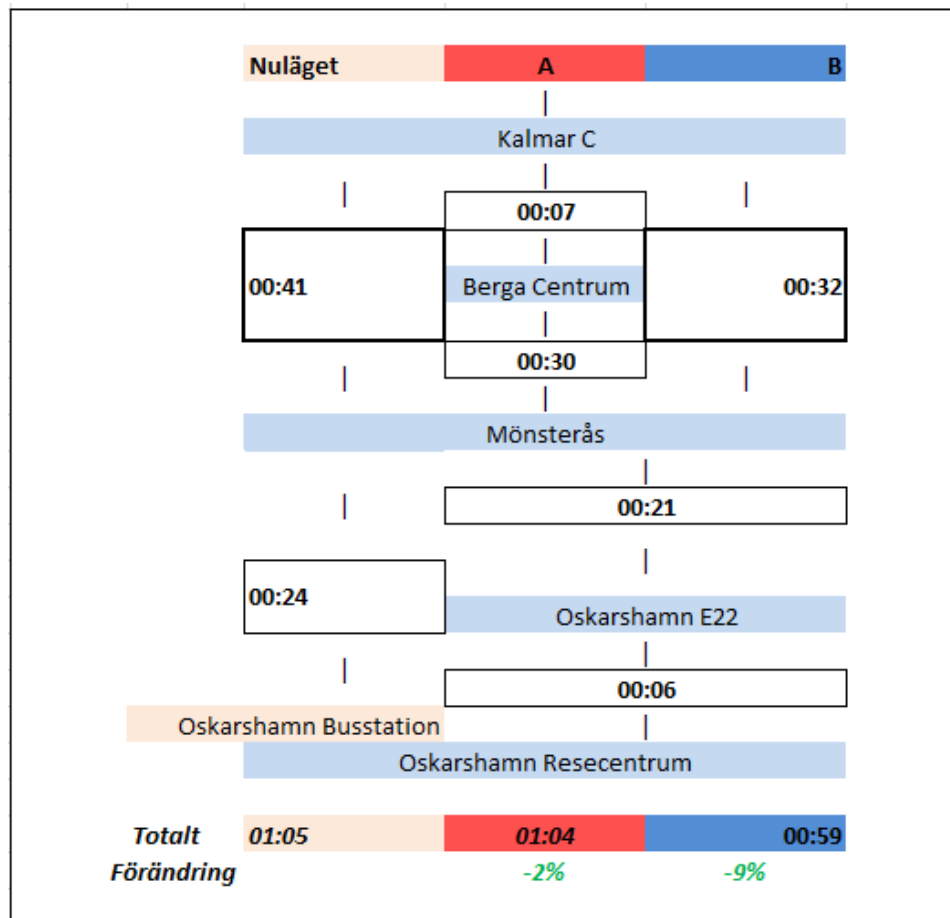 Nuläget A B
|
Kalmar C
| | |
00:07
|
00:41 Berga Centrum 00:32
|
00:30
| | |
Mönsterås
|
| 00:21
|
00:24
Oskarshamn E22
|
| 00:06
Oskarshamn Busstation |
Oskarshamn Resecentrum
Totalt 01:05 01:04 00:59
Förändring -2% -9%